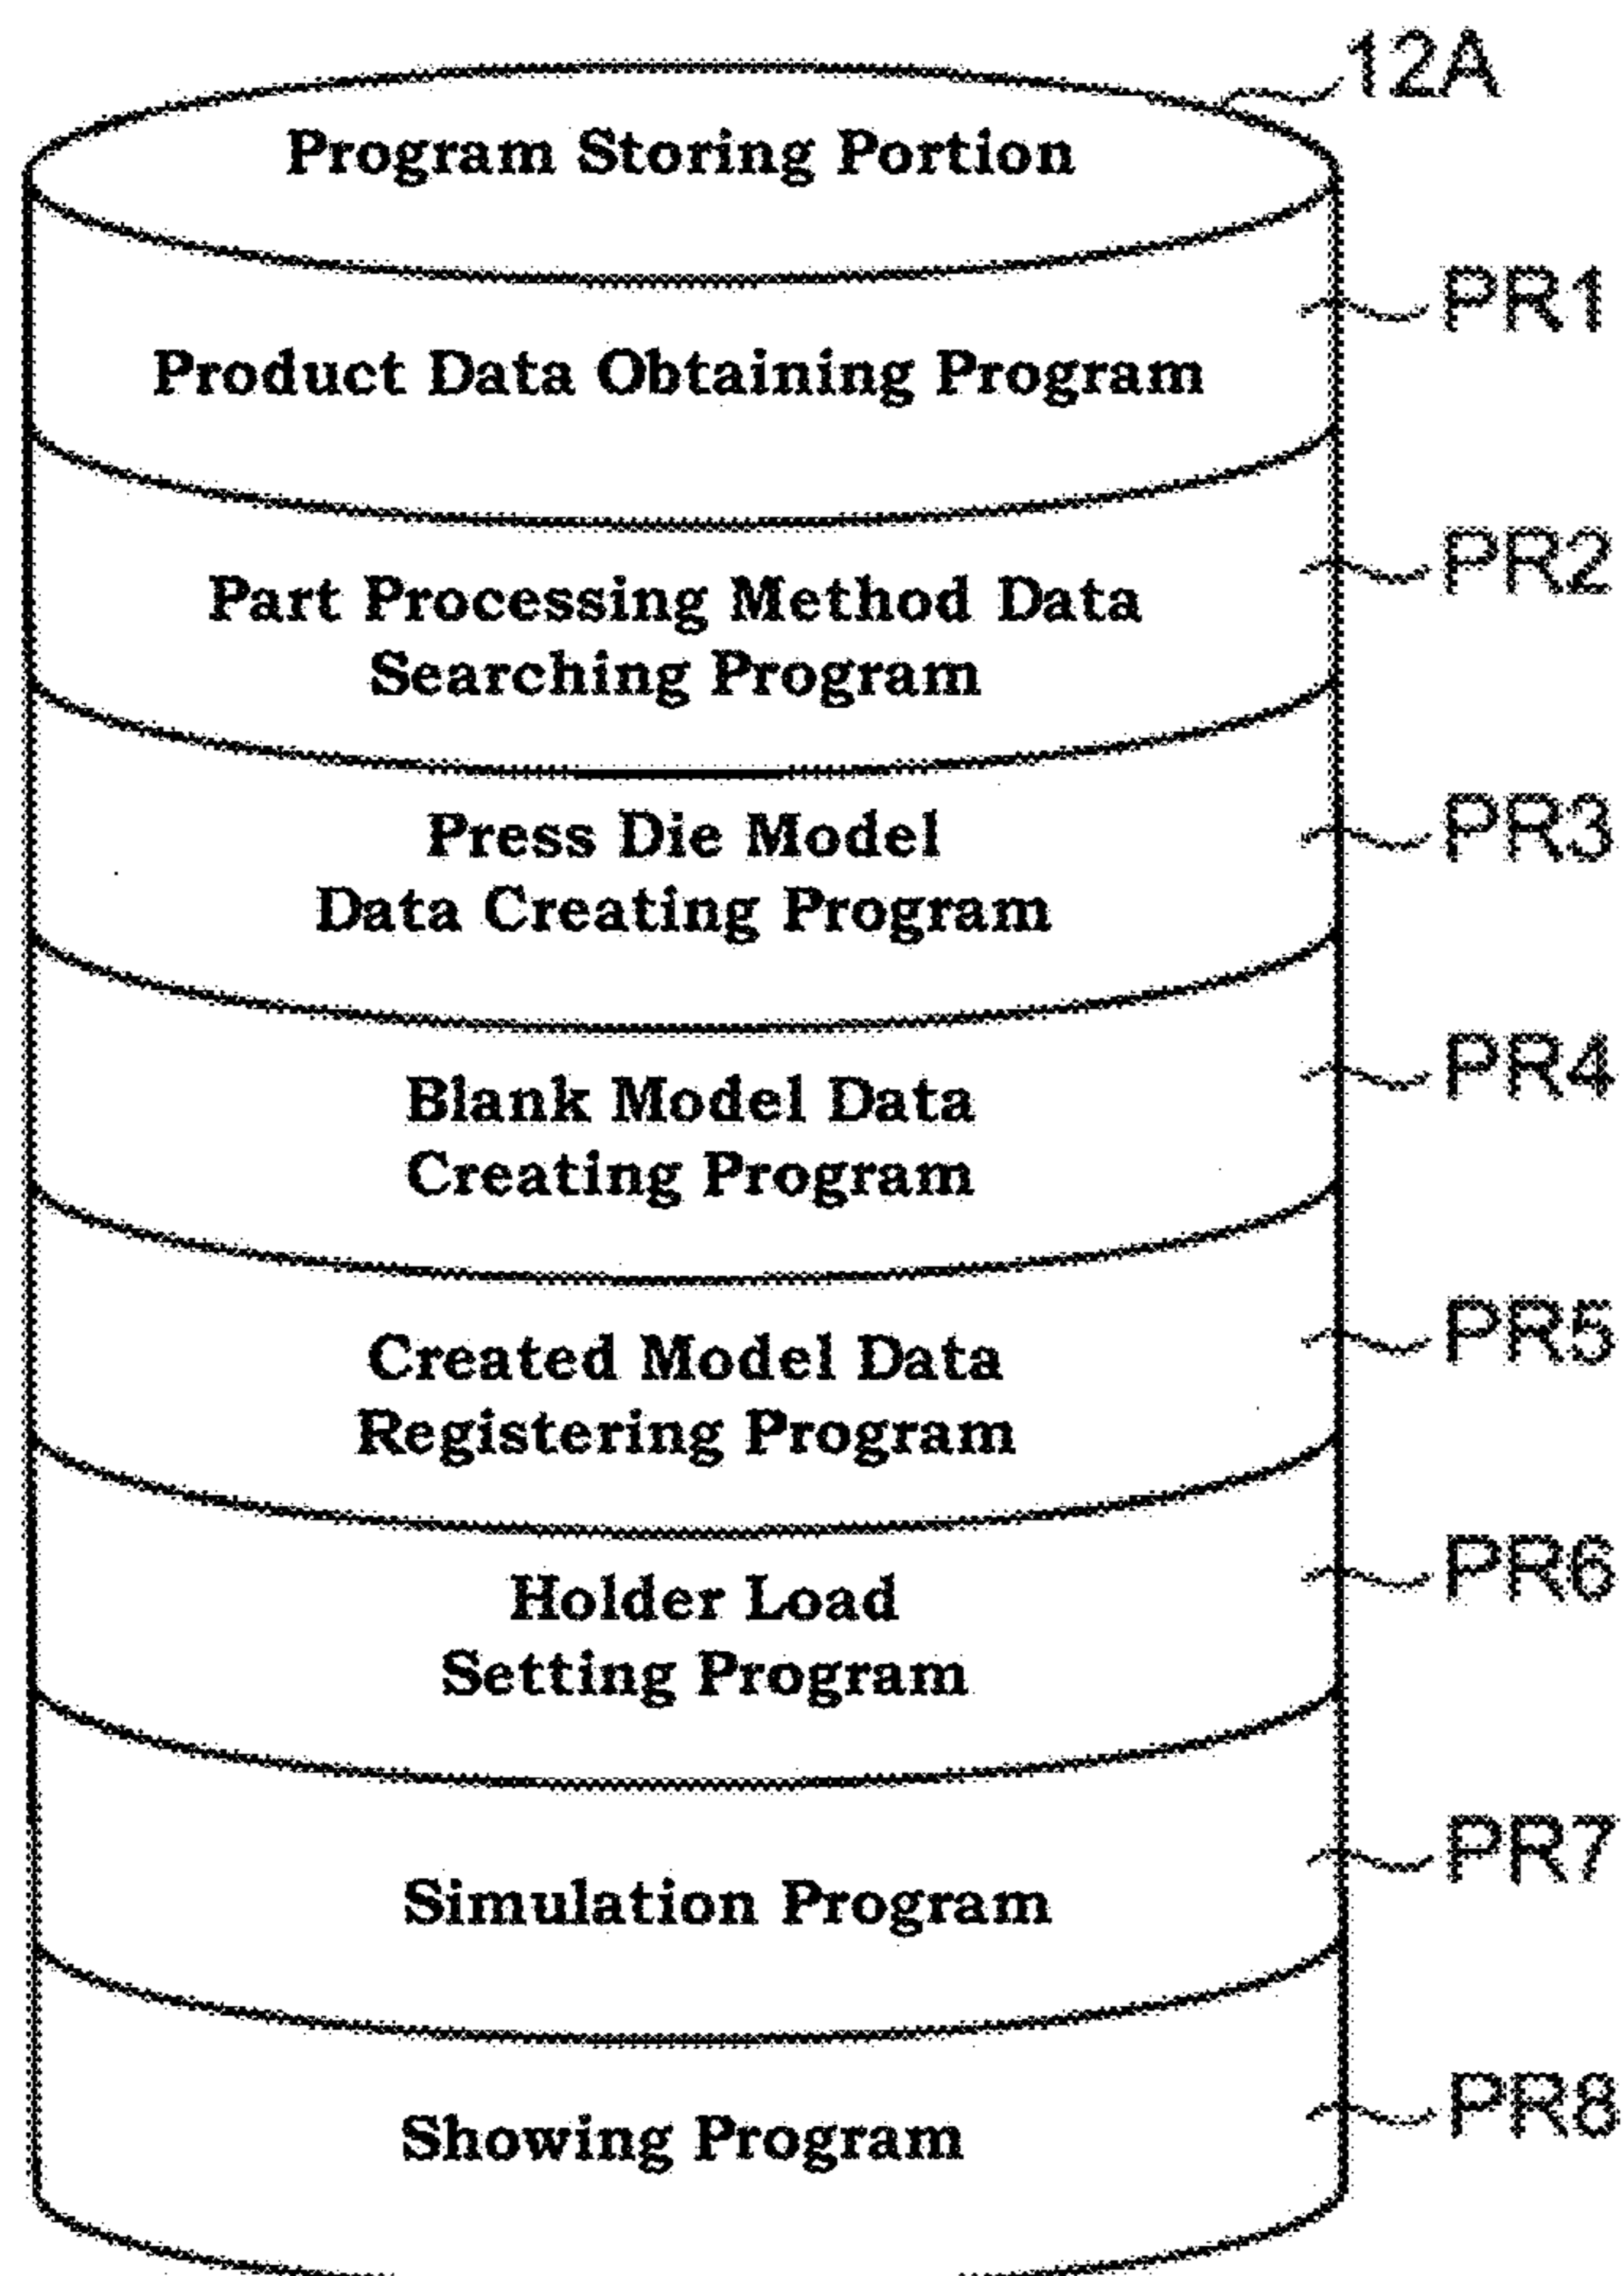 12A
Program Storing Portion
PR1
Product Data Obtaining Program
PR2
Part Processing Method Data
Searching Program
PR3
Press Die Model
Data Creating Program
PR4
Blank Model Data
Creating Program
PR5
Created Model Data
Registering Program
PR6
Holder Load
Setting Program
PR7
Simulation Program
PR8
Showing Program